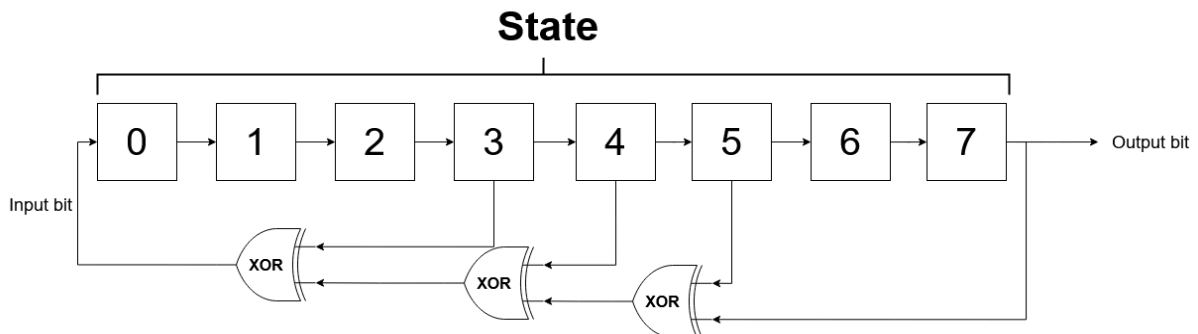 State
0 1 2 3 4 5 6 7
Output bit
Input bit
XOR
XOR
XOR